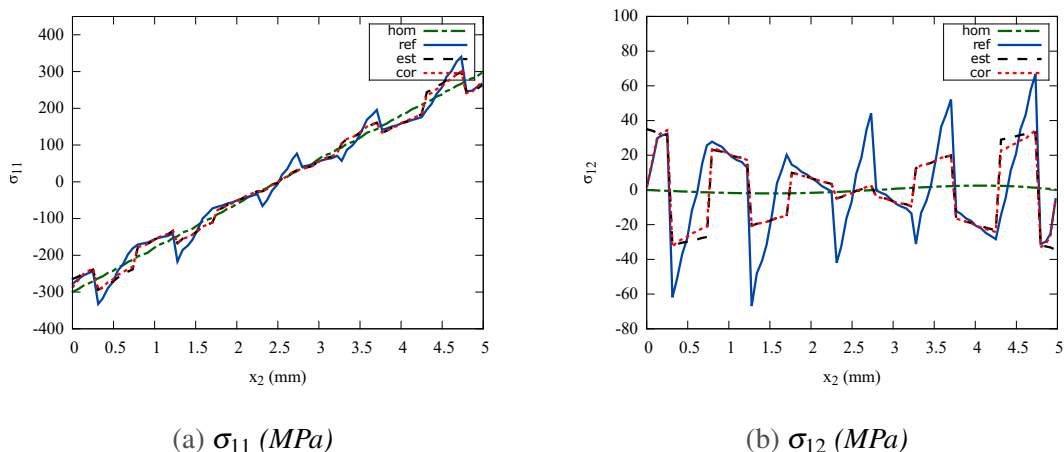 400
300
200
100
0
-100
-200
-300
-400
σ11
hom
ref
est
cor
0 0.5 1 1.5 2 2.5 3 3.5 4 4.5 5
x2 (mm)
(a) σ11 (MPa)
100
80
60
40
20
0
-20
-40
-60
-80
σ12
hom
ref
est
cor
0 0.5 1 1.5 2 2.5 3 3.5 4 4.5 5
x2 (mm)
(b) σ12 (MPa)